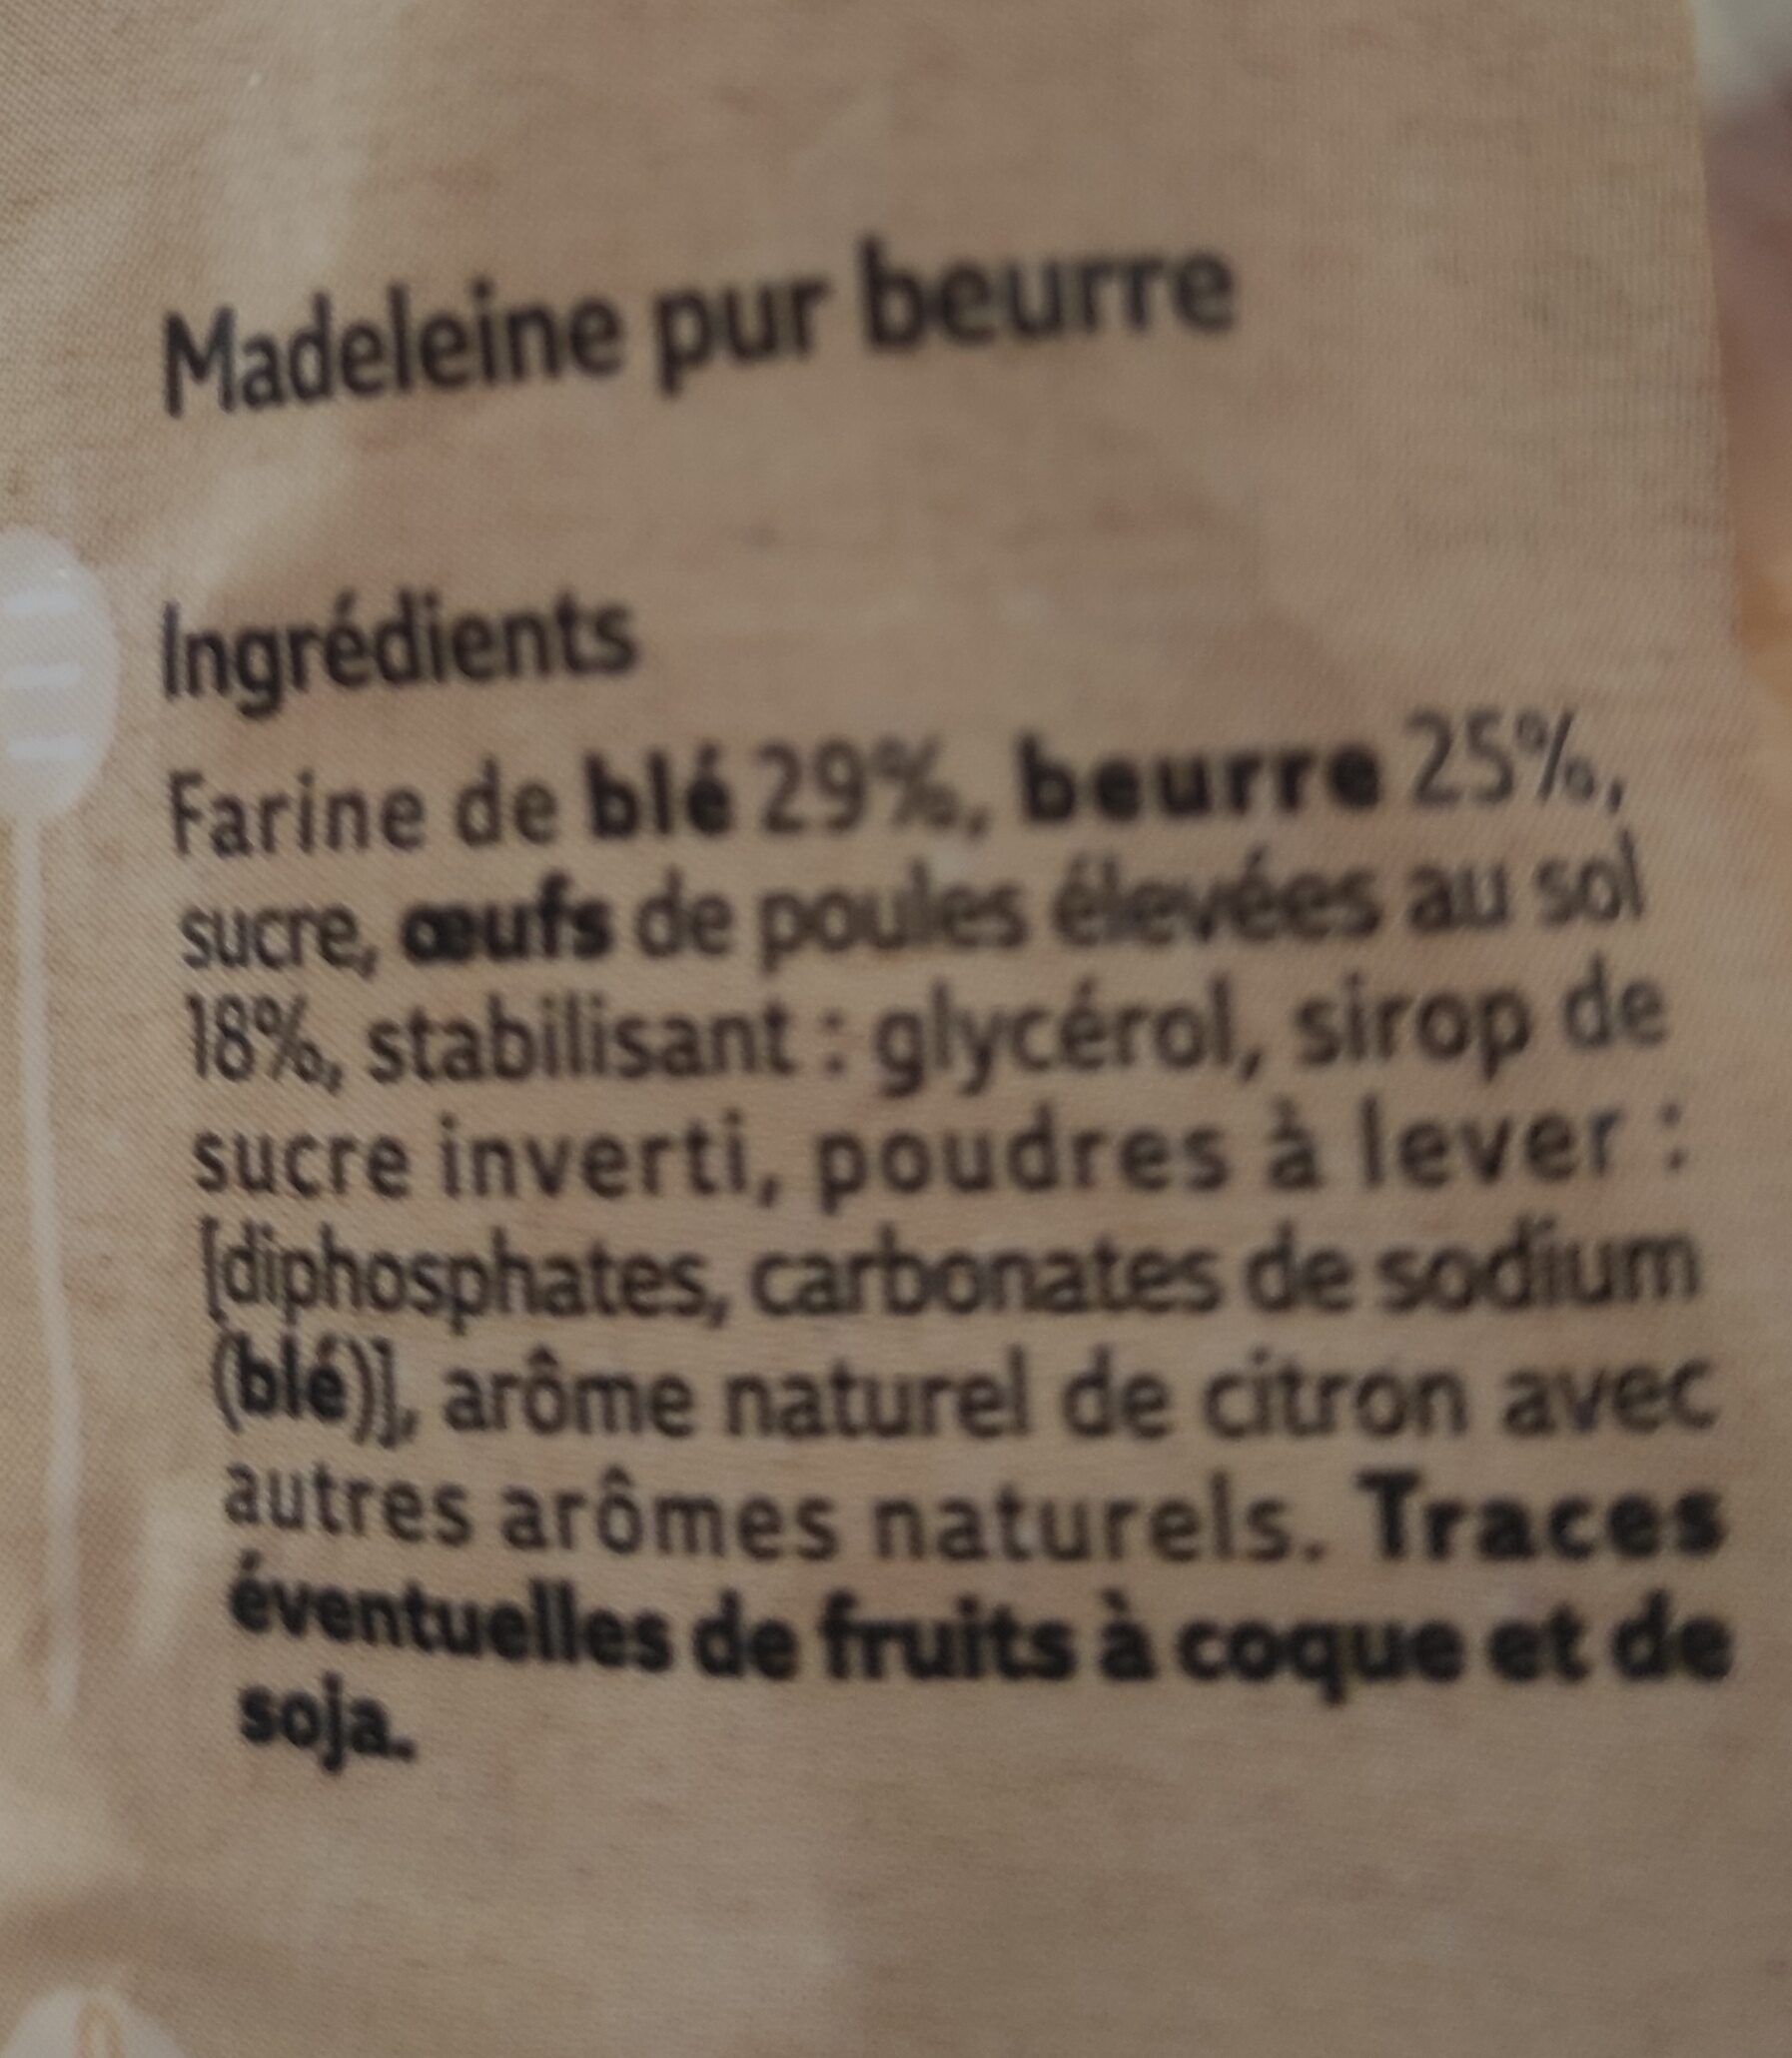 Madeleine pur beurre
Ingrédients
Farine de blé 29%, beurre 25%,
sucre, œufs de poules élevées au sol
18%, stabilisant : glycérol, sirop de
sucre inverti, poudres à lever :
[diphosphates, carbonates de sodium
(blé)], arôme naturel de citron avec
autres arômes naturels. Traces
éventuelles de fruits à coque et de
soja.